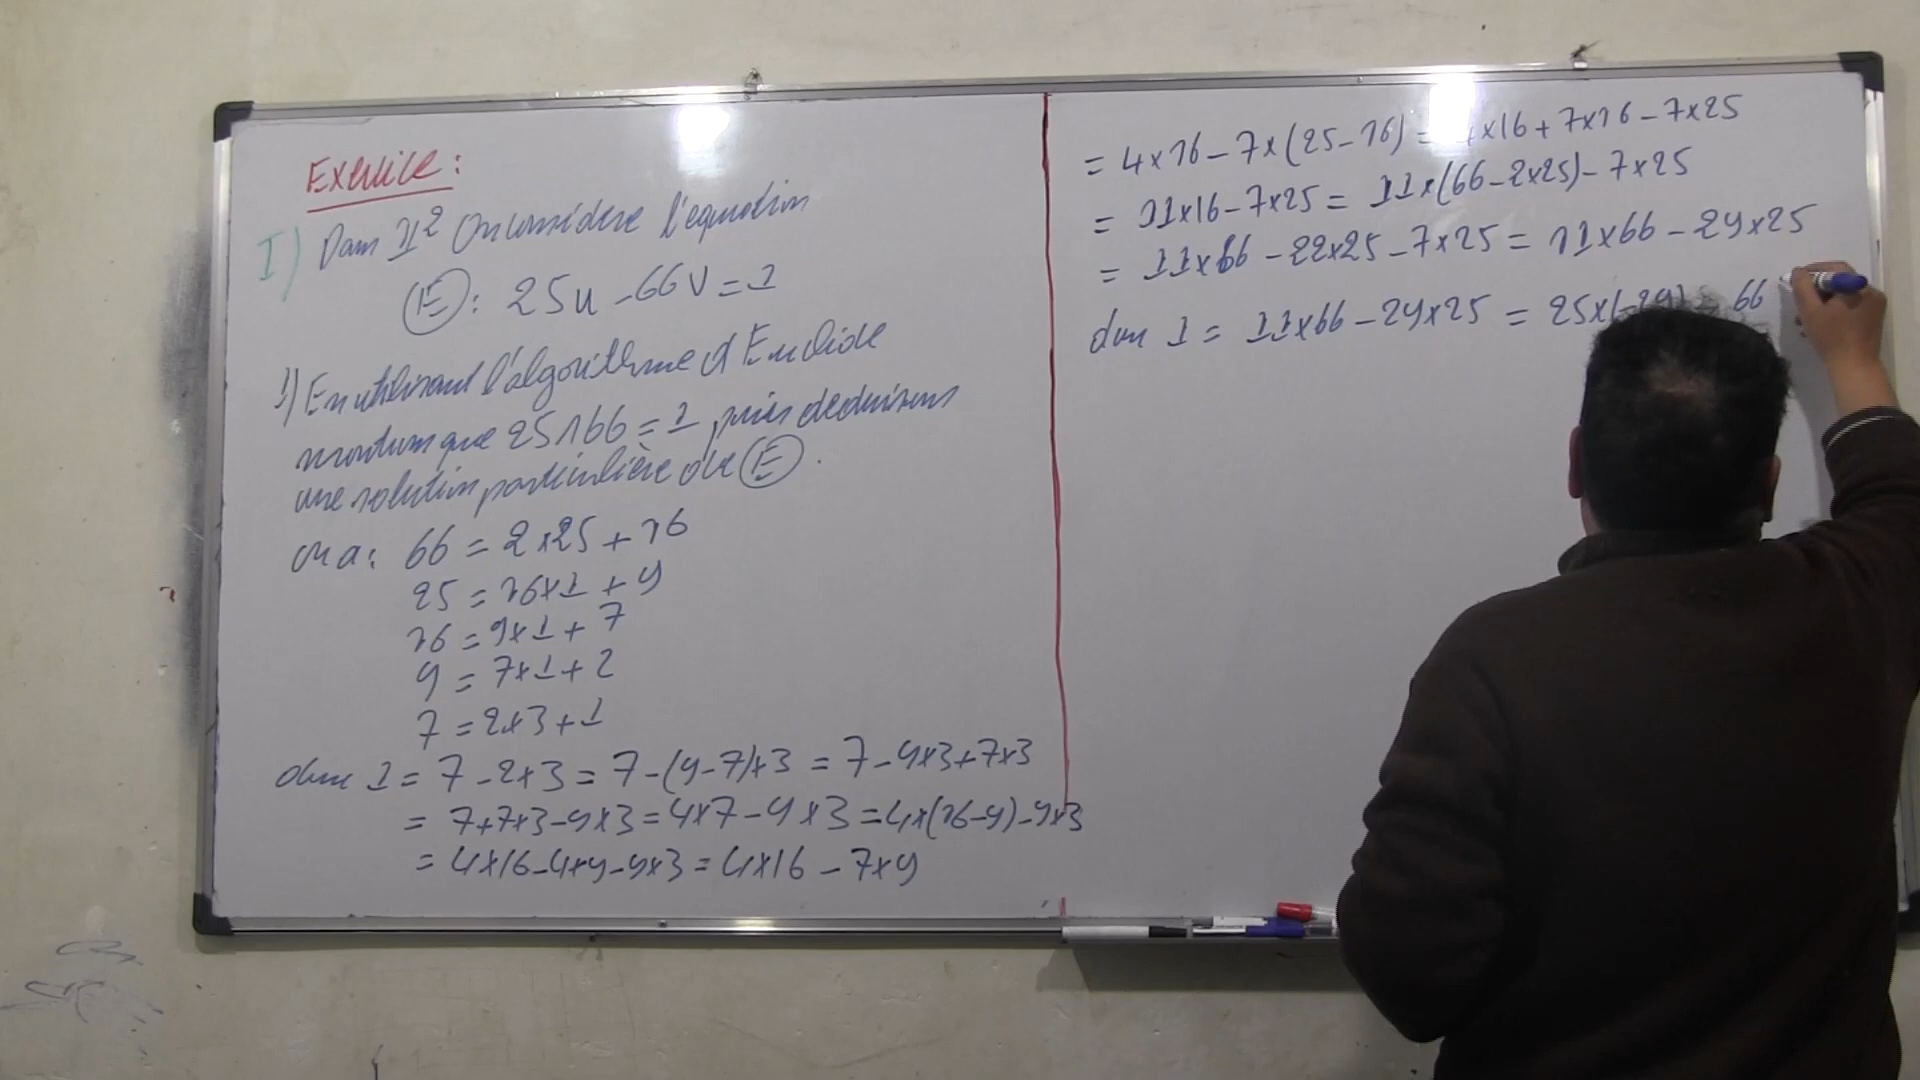 Exercice :
I) Dans ℤ² On considère l'equation
(E) : 25u - 66v = 1
1) En utilisant l'algorithme d'Euclide
montrons que 25∧66 = 1, puis deduisons
une solution particulière de (E).
On a : 66 = 2×25 + 16
25 = 16×1 + 9
16 = 9×1 + 7
9 = 7×1 + 2
7 = 2×3 + 1
donc 1 = 7 - 2×3 = 7 - (9-7)×3 = 7 - 9×3 + 7×3
= 7+7×3 - 9×3 = 4×7 - 9×3 = 4×(16-9) - 9×3
= 4×16 - 4×9 - 9×3 = 4×16 - 7×9
= 4×16 - 7×(25-16) = 4×16 + 7×16 - 7×25
= 11×16 - 7×25 = 11×(66-2×25) - 7×25
= 11×66 - 22×25 - 7×25 = 11×66 - 29×25
donc 1 = 11×66 - 29×25 = 25×(-29) - 66